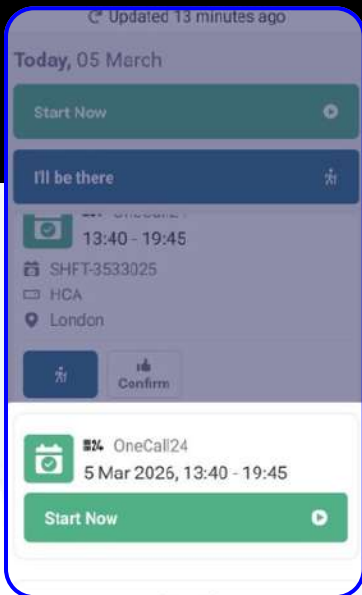 Updated 13 minutes ago
Today, 05 March
Start Now
I'll be there
13:40 - 19:45
SHFT-3533025
HCA
London
Confirm
24 OneCall24
5 Mar 2026, 13:40 - 19:45
Start Now